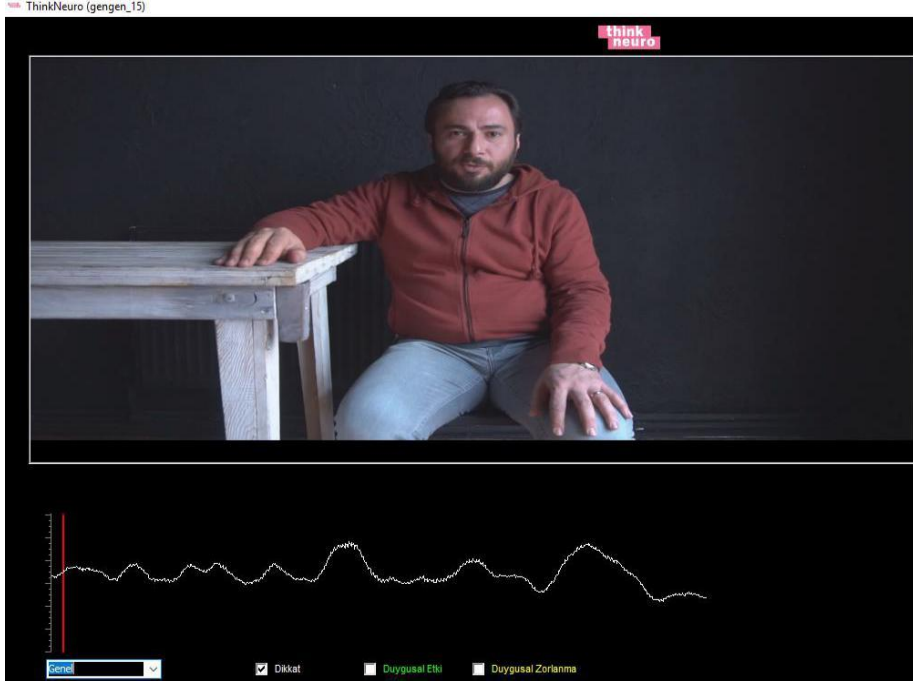 ThinkNeuro (gengen_15)
think
neuro
Genel
Dikkat
Duygusal Etki
Duygusal Zorlanma